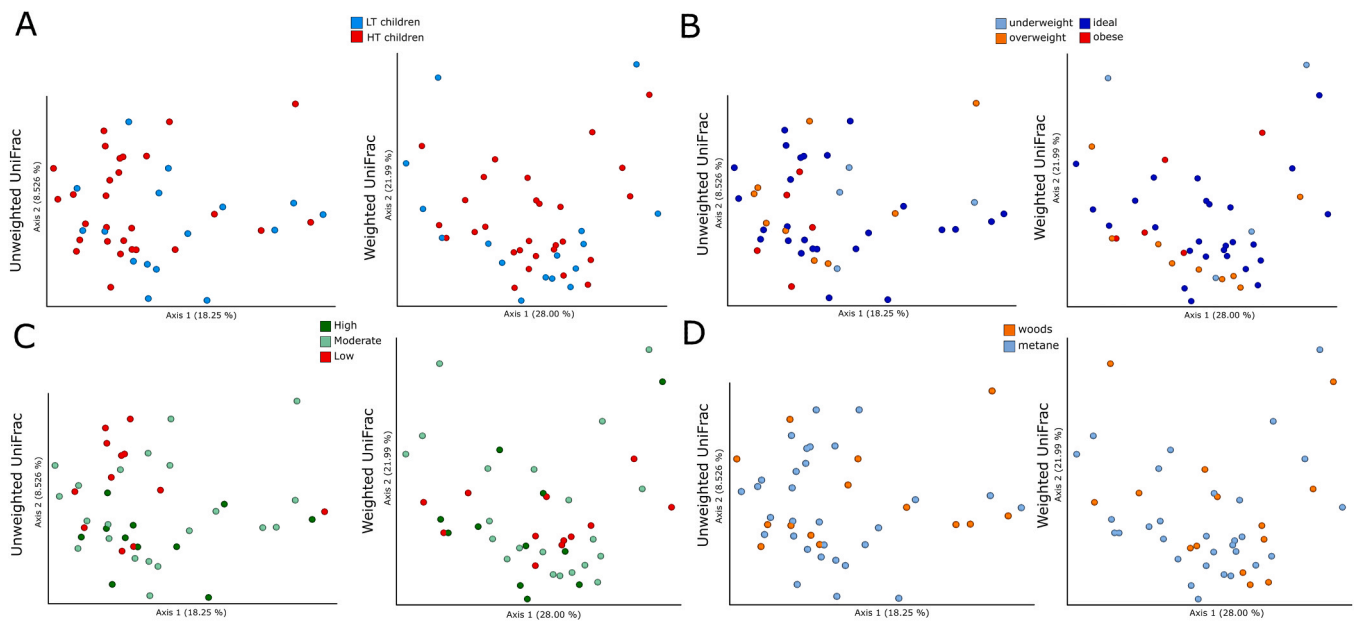 A
LT children
HT children
Unweighted UniFrac
Axis 2 (8.526 %)
Axis 1 (18.25 %)
Weighted UniFrac
Axis 2 (21.99 %)
Axis 1 (28.00 %)
B
underweight
ideal
overweight
obese
Unweighted UniFrac
Axis 2 (8.526 %)
Axis 1 (18.25 %)
Weighted UniFrac
Axis 2 (21.99 %)
Axis 1 (28.00 %)
C
High
Moderate
Low
Unweighted UniFrac
Axis 2 (8.526 %)
Axis 1 (18.25 %)
Weighted UniFrac
Axis 2 (21.99 %)
Axis 1 (28.00 %)
D
woods
metane
Unweighted UniFrac
Axis 2 (8.526 %)
Axis 1 (18.25 %)
Weighted UniFrac
Axis 2 (21.99 %)
Axis 1 (28.00 %)